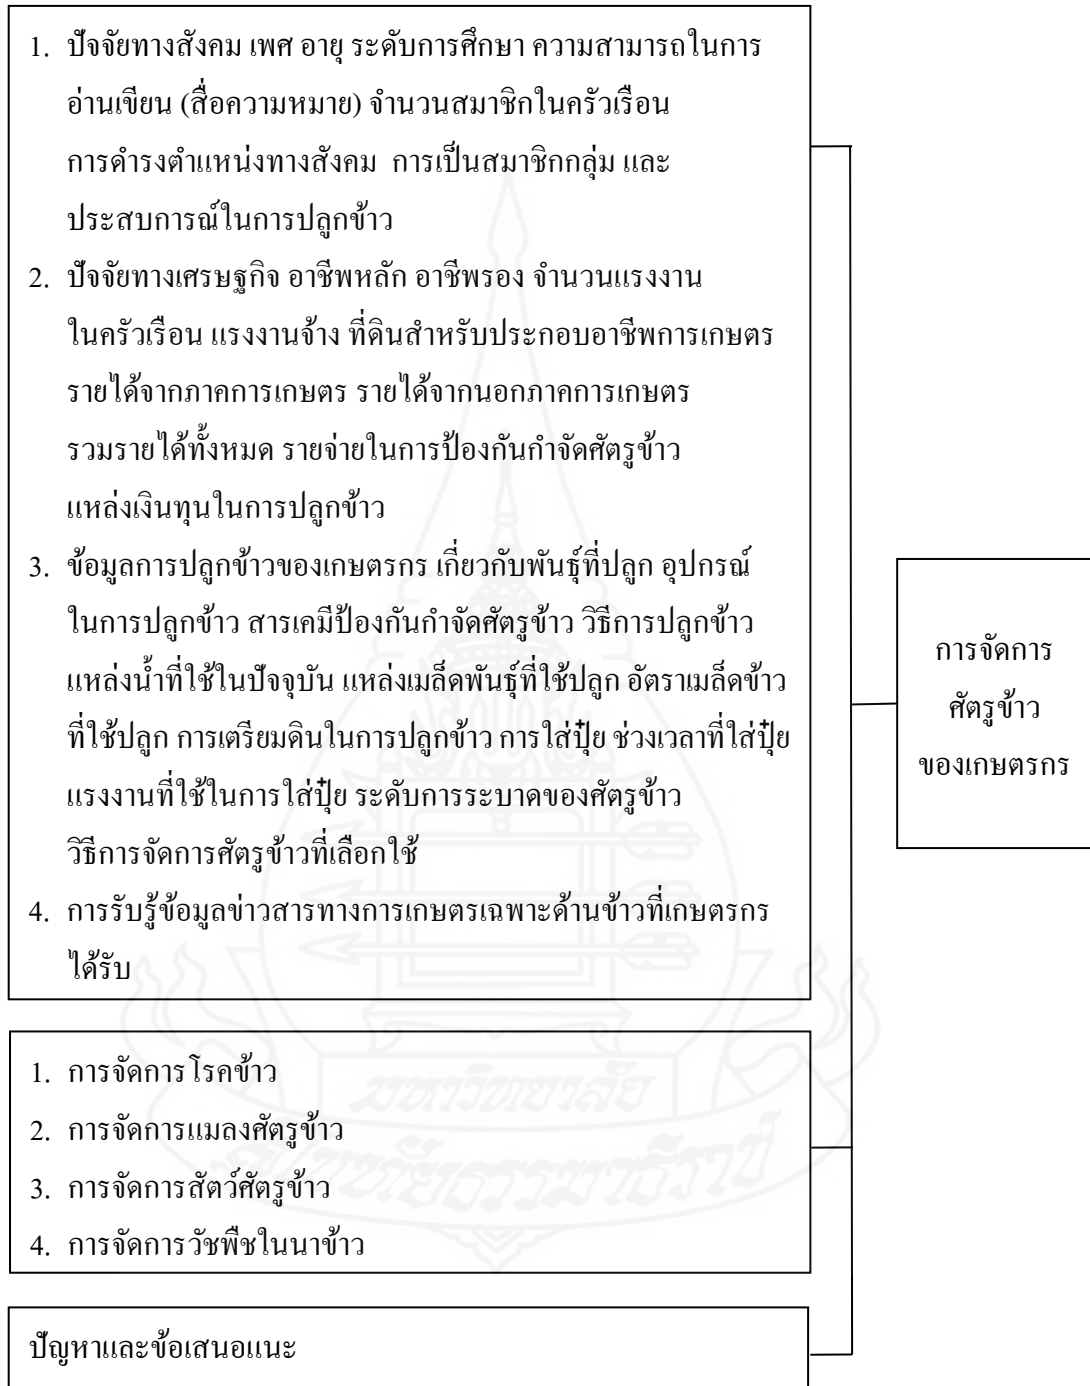 1. ปัจจัยทางสังคม เพศ อายุ ระดับการศึกษา ความสามารถในการ
อ่านเขียน (สื่อความหมาย) จำนวนสมาชิกในครัวเรือน
การดำรงตำแหน่งทางสังคม การเป็นสมาชิกกลุ่ม และ
ประสบการณ์ในการปลูกข้าว
2. ปัจจัยทางเศรษฐกิจ อาชีพหลัก อาชีพรอง จำนวนแรงงาน
ในครัวเรือน แรงงานจ้าง ที่ดินสำหรับประกอบอาชีพการเกษตร
รายได้จากภาคการเกษตร รายได้จากนอกภาคการเกษตร
รวมรายได้ทั้งหมด รายจ่ายในการป้องกันกำจัดศัตรูข้าว
แหล่งเงินทุนในการปลูกข้าว
3. ข้อมูลการปลูกข้าวของเกษตรกร เกี่ยวกับพันธุ์ที่ปลูก อุปกรณ์
ในการปลูกข้าว สารเคมีป้องกันกำจัดศัตรูข้าว วิธีการปลูกข้าว
แหล่งน้ำที่ใช้ในปัจจุบัน แหล่งเมล็ดพันธุ์ที่ใช้ปลูก อัตราเมล็ดข้าว
ที่ใช้ปลูก การเตรียมดินในการปลูกข้าว การใส่ปุ๋ย ช่วงเวลาที่ใส่ปุ๋ย
แรงงานที่ใช้ในการใส่ปุ๋ย ระดับการระบาดของศัตรูข้าว
วิธีการจัดการศัตรูข้าวที่เลือกใช้
4. การรับรู้ข้อมูลข่าวสารทางการเกษตรเฉพาะด้านข้าวที่เกษตรกร
ได้รับ
1. การจัดการโรคข้าว
2. การจัดการแมลงศัตรูข้าว
3. การจัดการสัตว์ศัตรูข้าว
4. การจัดการวัชพืชในนาข้าว
ปัญหาและข้อเสนอแนะ
การจัดการ
ศัตรูข้าว
ของเกษตรกร
มหาวิทยาลัย
สุโขทัยธรรมาธิราช